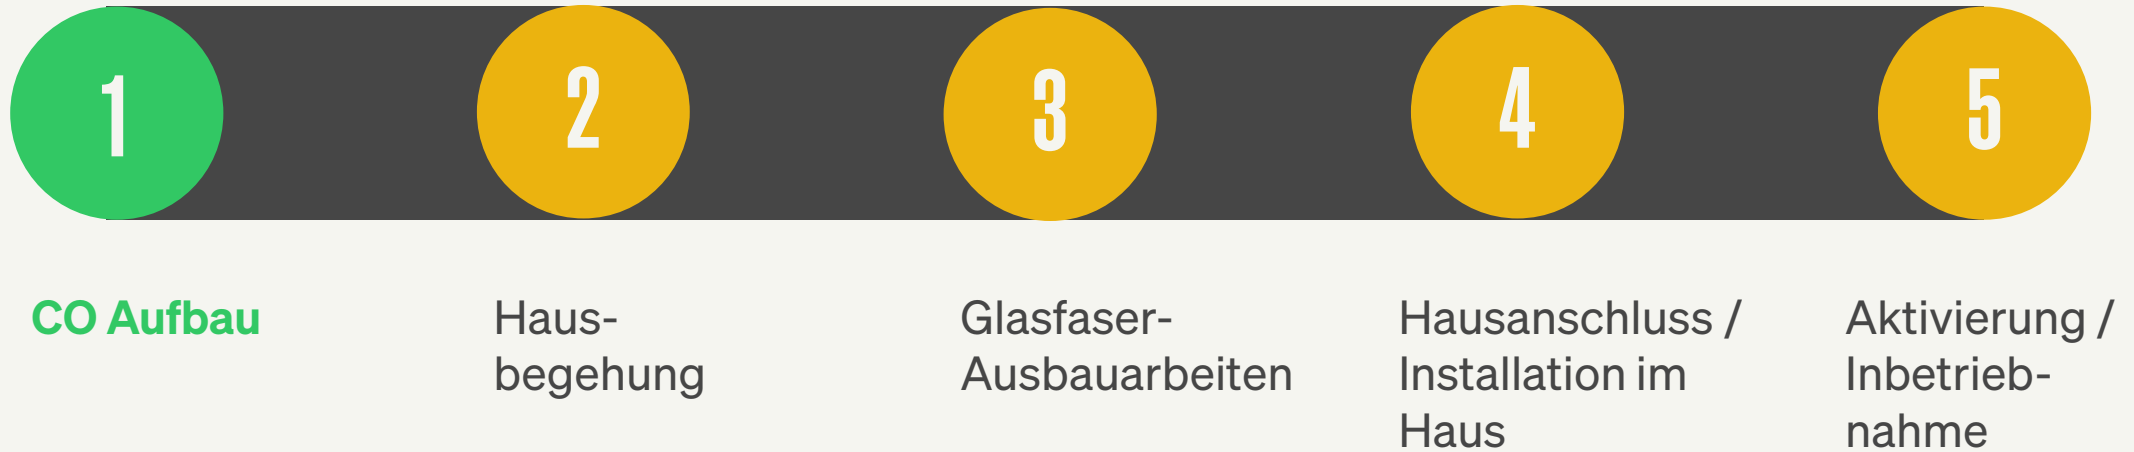 1
2
3
4
5
CO Aufbau
Haus-
begehung
Glasfaser-
Ausbauarbeiten
Hausanschluss /
Installation im
Haus
Aktivierung /
Inbetrieb-
nahme